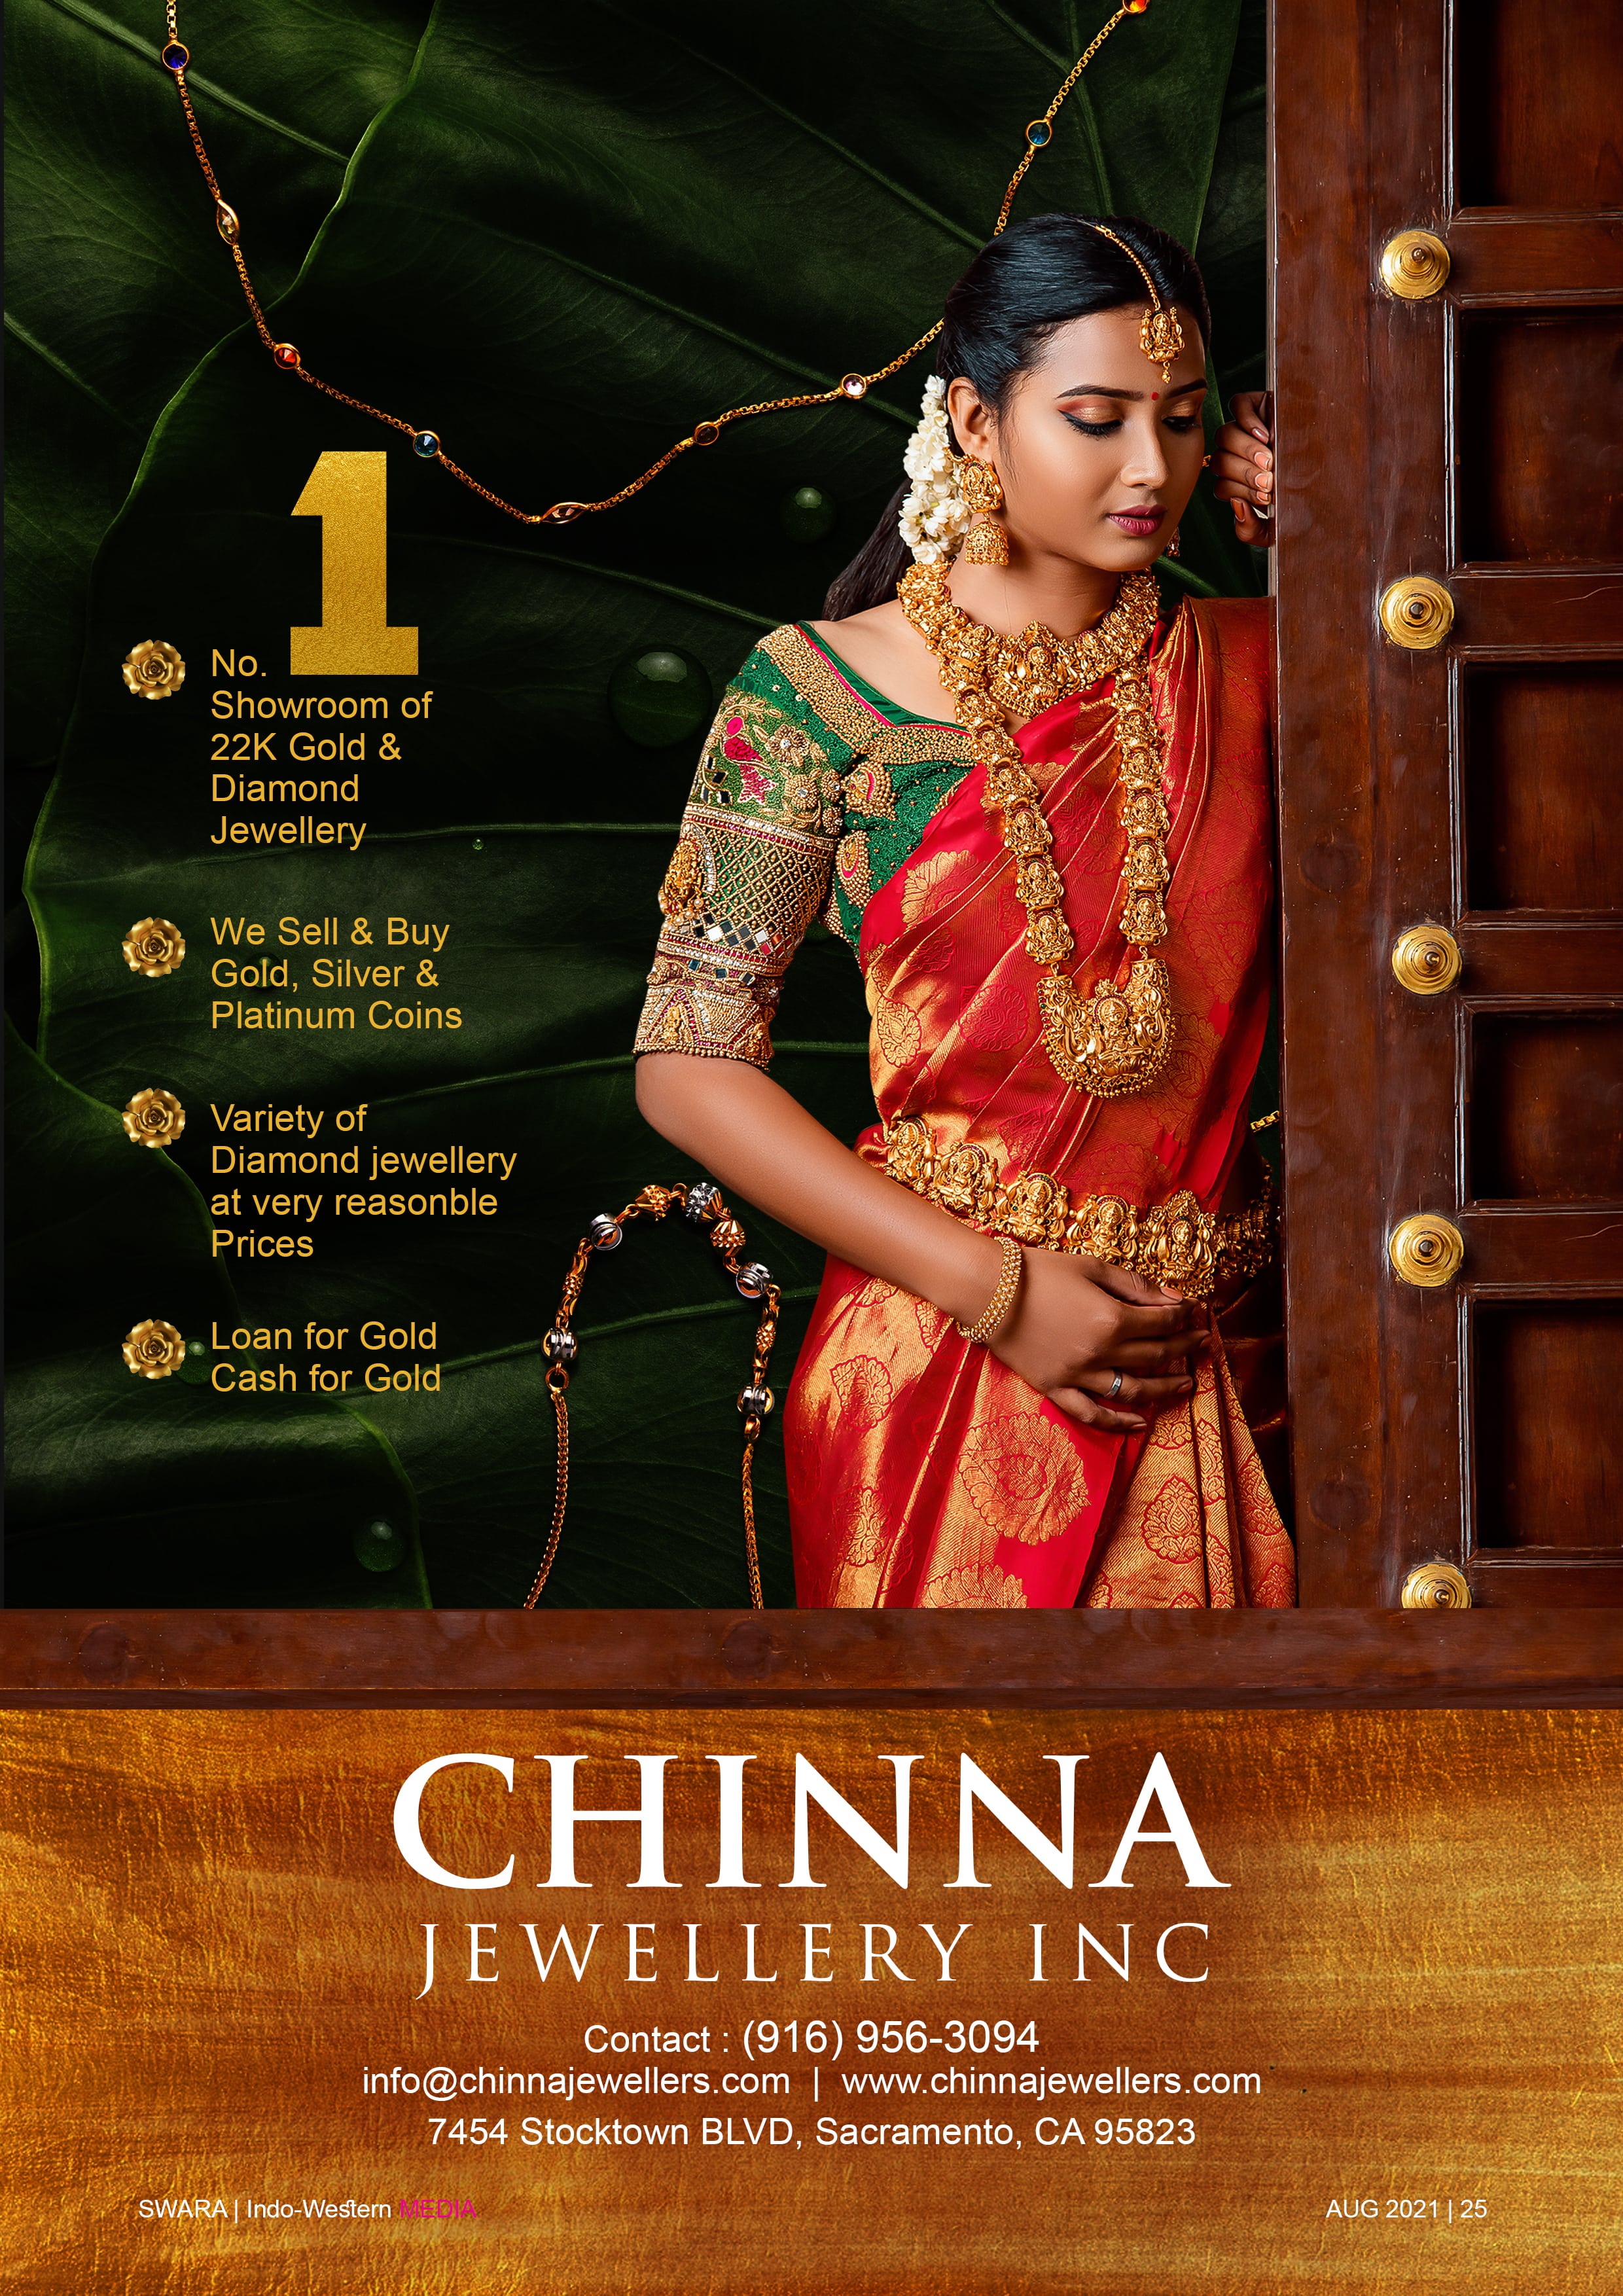 No. 1
Showroom of
22K Gold &
Diamond
Jewellery
We Sell & Buy
Gold, Silver &
Platinum Coins
Variety of
Diamond jewellery
at very reasonble
Prices
Loan for Gold
Cash for Gold
CHINNA
JEWELLERY INC
Contact : (916) 956-3094
info@chinnajewellers.com | www.chinnajewellers.com
7454 Stocktown BLVD, Sacramento, CA 95823
SWARA | Indo-Western MEDIA
AUG 2021 | 25